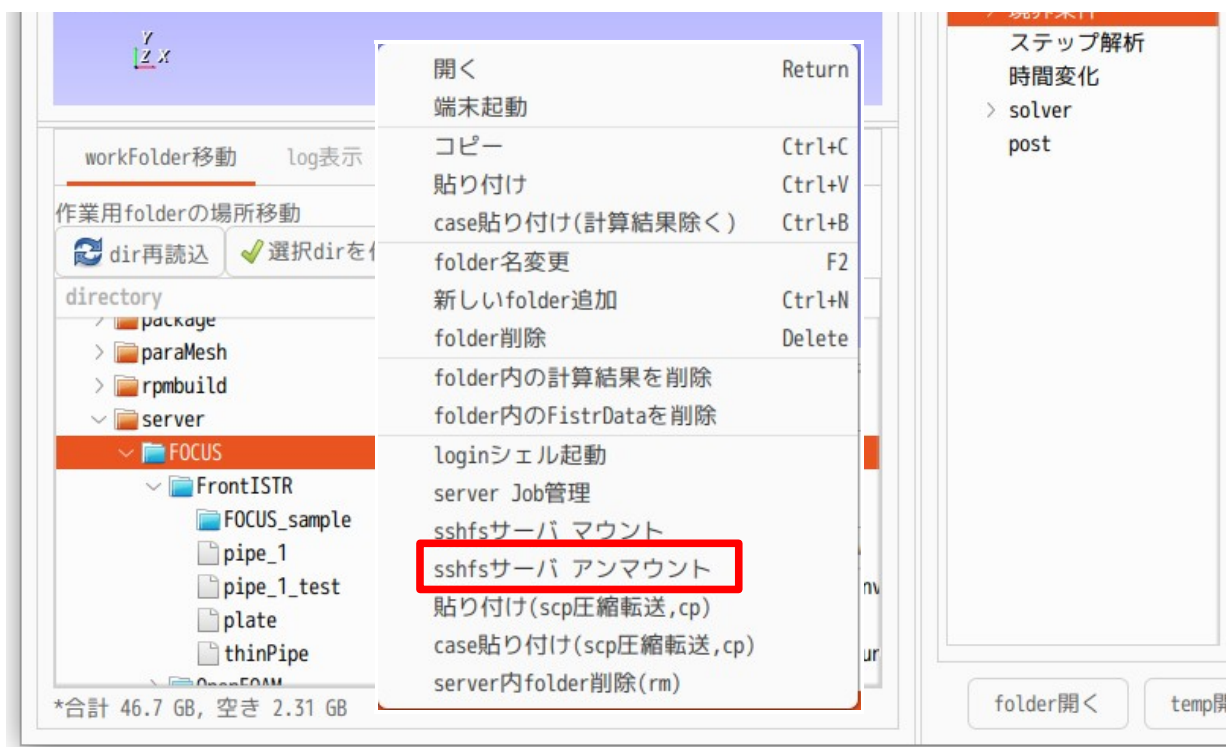 Y
Z X
workFolder移動 log表示
作業用folderの場所移動
dir再読込 選択dirを
directory
package
paraMesh
rpmbuild
server
FOCUS
FrontISTR
FOCUS_sample
pipe_1
pipe_1_test
plate
thinPipe
OpenFOAM
*合計 46.7 GB, 空き 2.31 GB
開く Return
端末起動
コピー Ctrl+C
貼り付け Ctrl+V
case貼り付け(計算結果除く) Ctrl+B
folder名変更 F2
新しいfolder追加 Ctrl+N
folder削除 Delete
folder内の計算結果を削除
folder内のFistrDataを削除
loginシェル起動
server Job管理
sshfsサーバ マウント
sshfsサーバ アンマウント
貼り付け(scp圧縮転送,cp)
case貼り付け(scp圧縮転送,cp)
server内folder削除(rm)
nv
ur
境界条件
ステップ解析
時間変化
solver
post
folder開く temp開